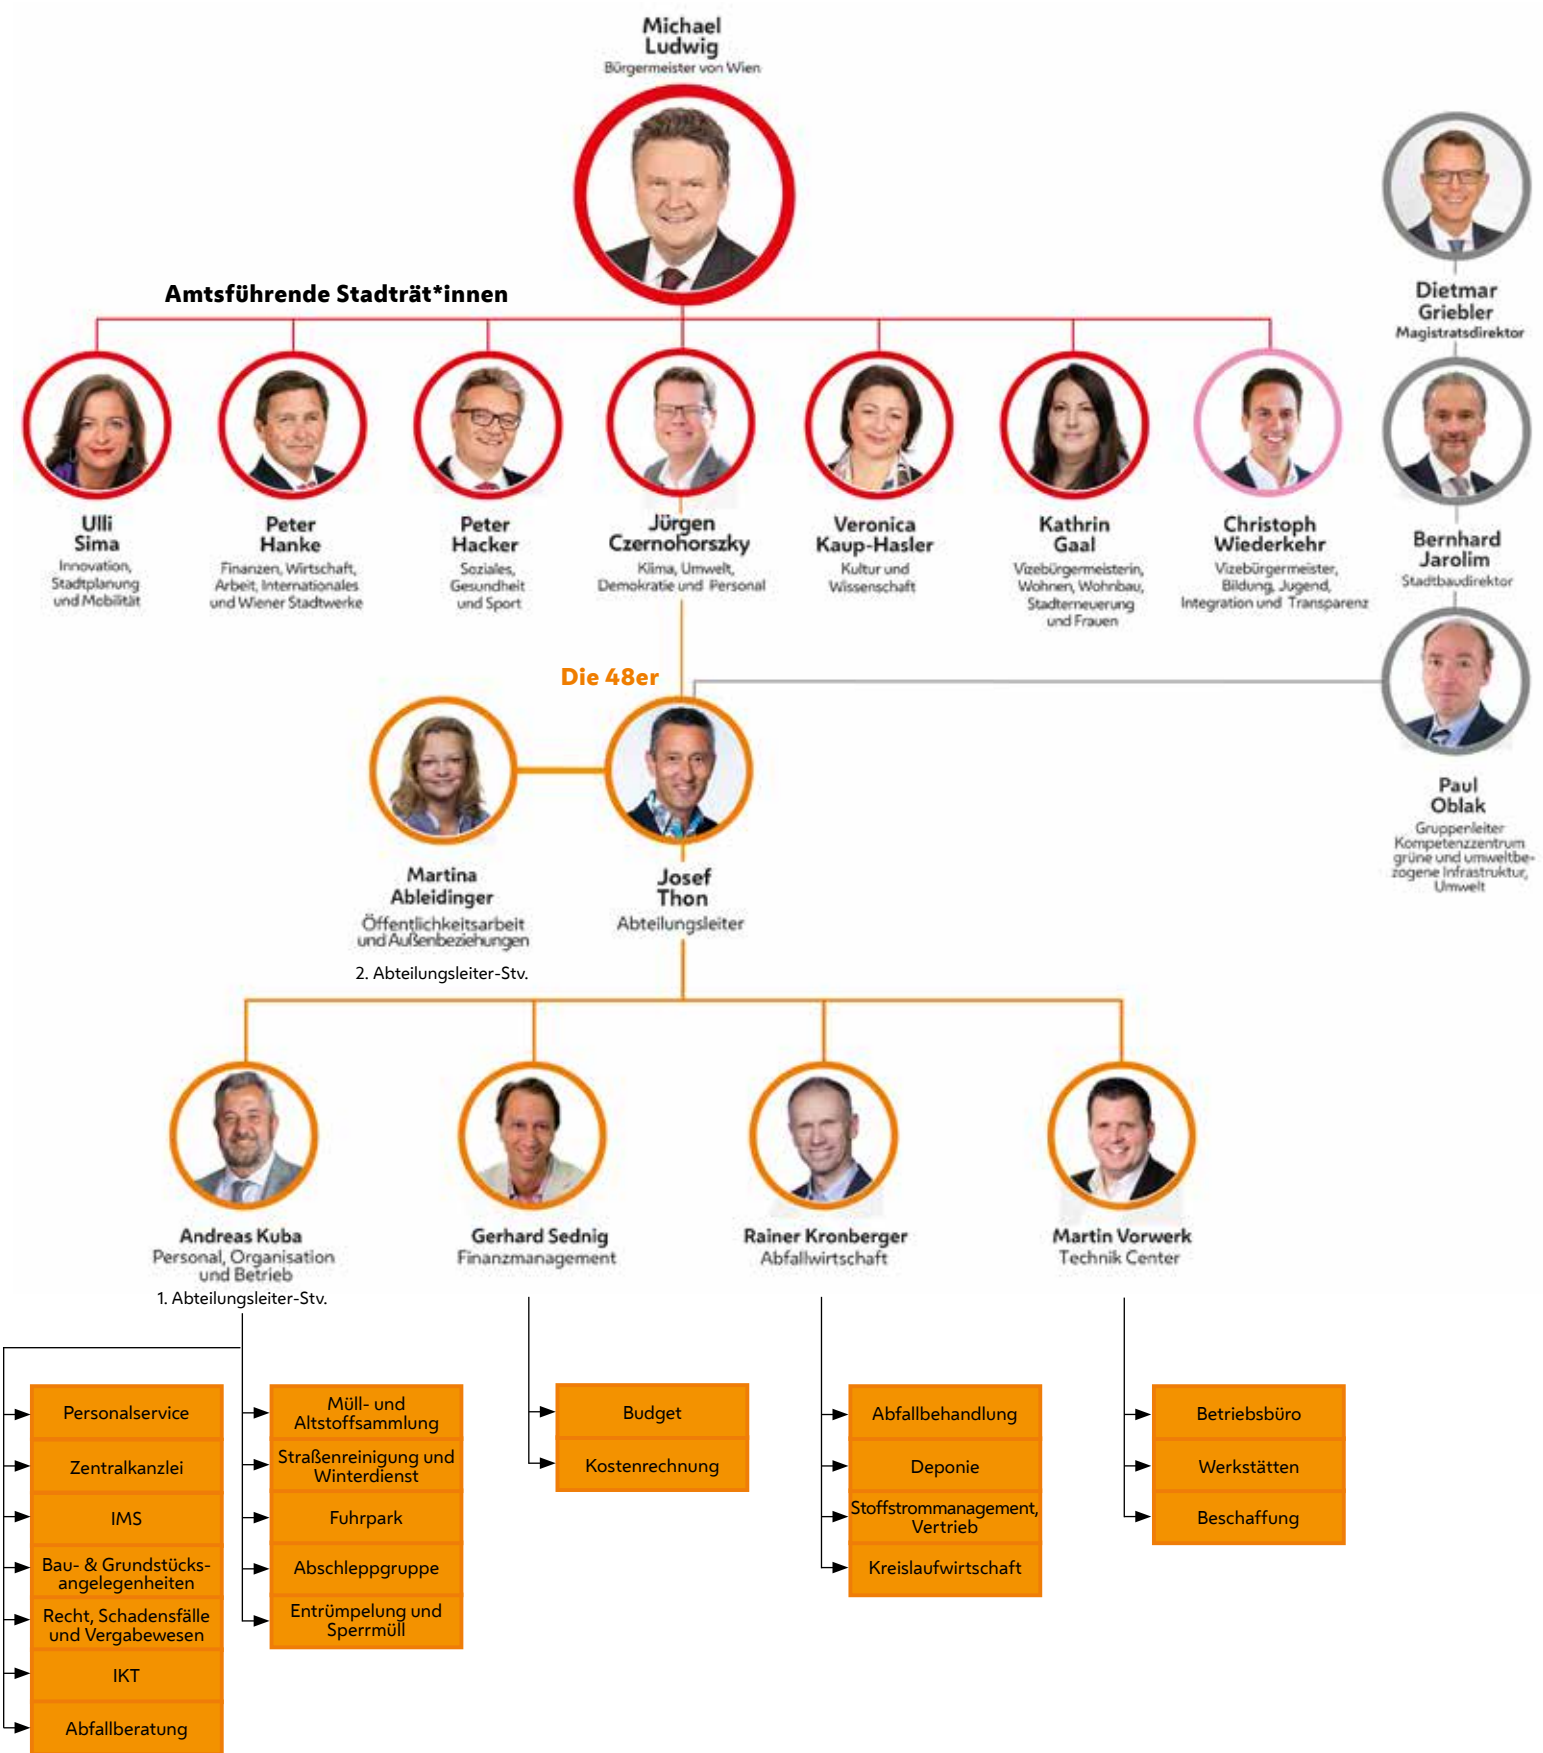 Michael
Ludwig
Bürgermeister von Wien
Amtsführende Stadträt*innen
Dietmar
Griebler
Magistratsdirektor
Ulli
Sima
Innovation,
Stadtplanung
und Mobilität
Peter
Hanke
Finanzen, Wirtschaft,
Arbeit, Internationales
und Wiener Stadtwerke
Peter
Hacker
Soziales,
Gesundheit
und Sport
Jürgen
Czernohorszky
Klima, Umwelt,
Demokratie und Personal
Veronica
Kaup-Hasler
Kultur und
Wissenschaft
Kathrin
Gaal
Vizebürgermeisterin,
Wohnen, Wohnbau,
Stadterneuerung
und Frauen
Christoph
Wiederkehr
Vizebürgermeister,
Bildung, Jugend,
Integration und Transparenz
Bernhard
Jarolim
Stadtbaudirektor
Die 48er
Paul
Oblak
Gruppenleiter
Kompetenzzentrum
grüne und umweltbe-
zogene Infrastruktur,
Umwelt
Martina
Ableidinger
Öffentlichkeitsarbeit
und Außenbeziehungen
2. Abteilungsleiter-Stv.
Josef
Thon
Abteilungsleiter
Andreas Kuba
Personal, Organisation
und Betrieb
1. Abteilungsleiter-Stv.
Gerhard Sednig
Finanzmanagement
Rainer Kronberger
Abfallwirtschaft
Martin Vorwerk
Technik Center
Personalservice
Zentralkanzlei
IMS
Bau- & Grundstücks-
angelegenheiten
Recht, Schadensfälle
und Vergabewesen
IKT
Abfallberatung
Müll- und
Altstoffsammlung
Straßenreinigung und
Winterdienst
Fuhrpark
Abschleppgruppe
Entrümpelung und
Sperrmüll
Budget
Kostenrechnung
Abfallbehandlung
Deponie
Stoffstrommanagement,
Vertrieb
Kreislaufwirtschaft
Betriebsbüro
Werkstätten
Beschaffung